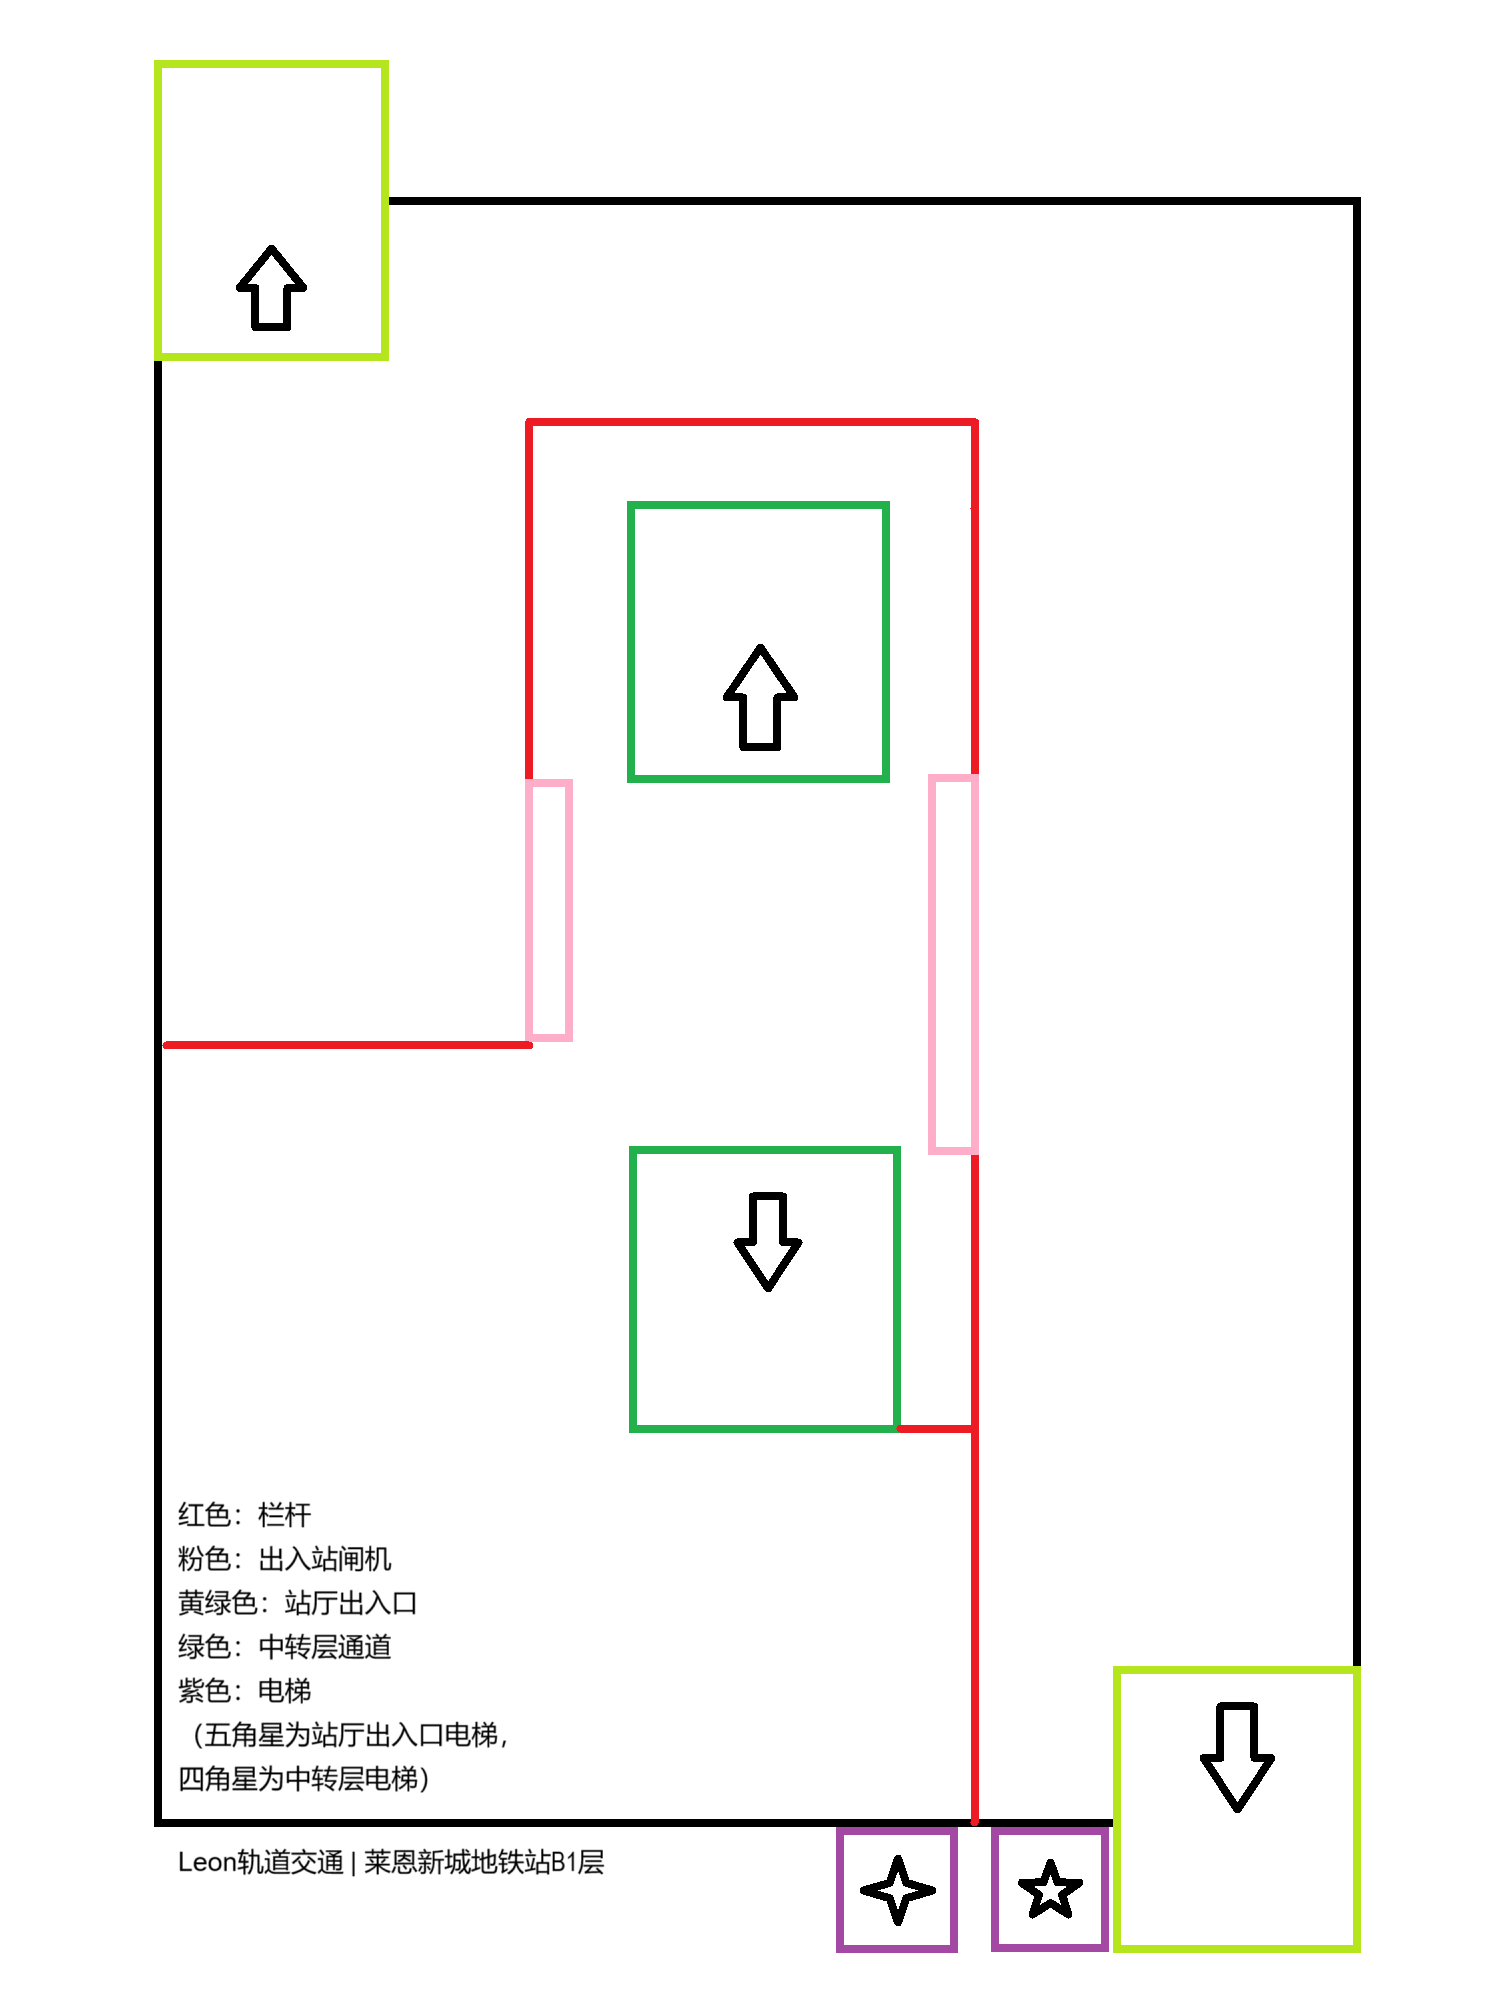 红色：栏杆
粉色：出入站闸机
黄绿色：站厅出入口
绿色：中转层通道
紫色：电梯
（五角星为站厅出入口电梯，
四角星为中转层电梯）
Leon轨道交通 | 莱恩新城地铁站B1层